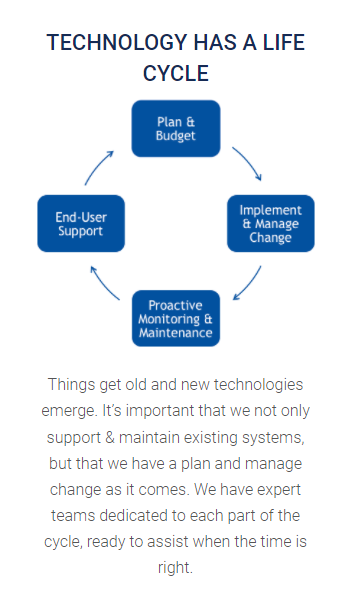 TECHNOLOGY HAS A LIFE
CYCLE
Plan &
Budget
Implement
& Manage
Change
Proactive
Monitoring &
Maintenance
End-User
Support
Things get old and new technologies
emerge. It's important that we not only
support & maintain existing systems,
but that we have a plan and manage
change as it comes. We have expert
teams dedicated to each part of the
cycle, ready to assist when the time is
right.